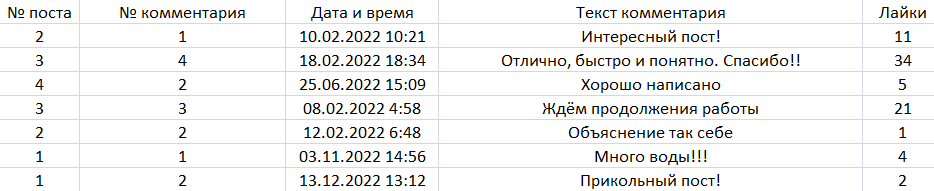 № поста № комментария Дата и время Текст комментария Лайки
2 1 10.02.2022 10:21 Интересный пост! 11
3 4 18.02.2022 18:34 Отлично, быстро и понятно. Спасибо!! 34
4 2 25.06.2022 15:09 Хорошо написано 5
3 3 08.02.2022 4:58 Ждём продолжения работы 21
2 2 12.02.2022 6:48 Объяснение так себе 1
1 1 03.11.2022 14:56 Много воды!!! 4
1 2 13.12.2022 13:12 Прикольный пост! 2